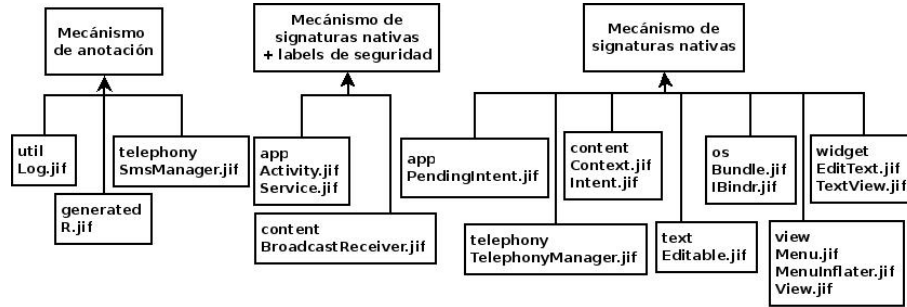 Mecánismo
de anotación
Mecánismo de
signaturas nativas
+ labels de seguridad
Mecánismo de
signaturas nativas
util
Log.jif
telephony
SmsManager.jif
generated
R.jif
app
Activity.jif
Service.jif
content
BroadcastReceiver.jif
app
PendingIntent.jif
content
Context.jif
Intent.jif
os
Bundle.jif
IBindr.jif
widget
EditText.jif
TextView.jif
telephony
TelephonyManager.jif
text
Editable.jif
view
Menu.jif
MenuInflater.jif
View.jif